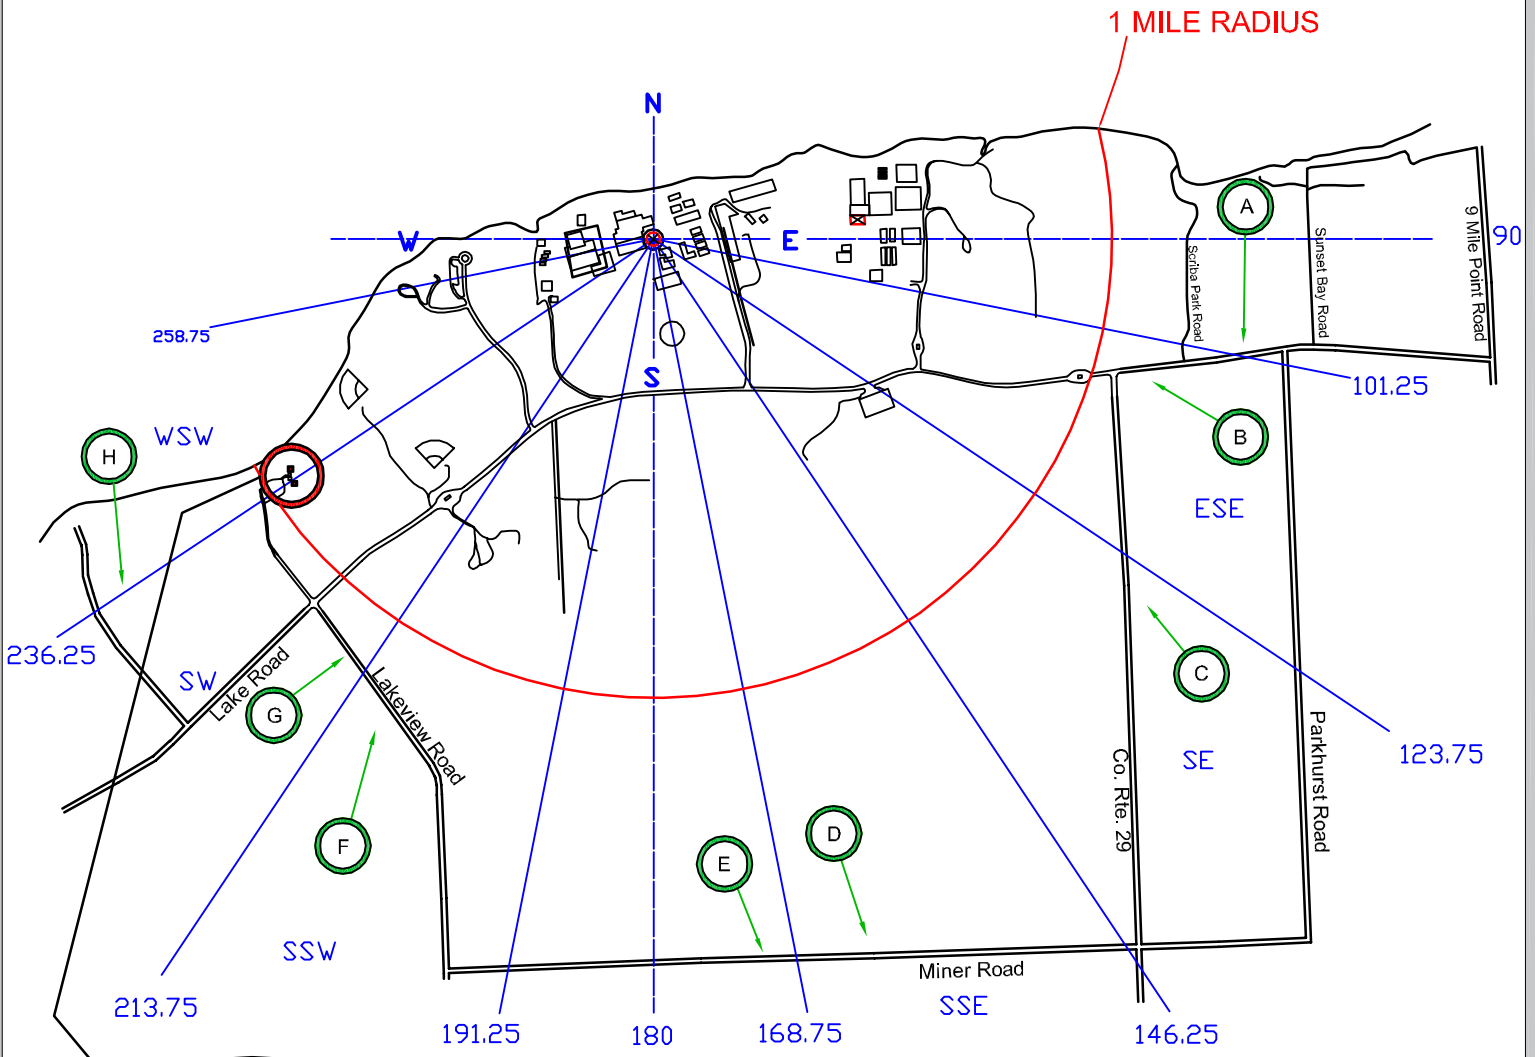 1 MILE RADIUS
N
A
9 Mile Point Road
W
E
90
Sunset Bay Road
Scriba Park Road
258.75
S
101.25
WSW
H
B
ESE
236.25
SW
Lake Road
G
Lakeview Road
C
SE
123.75
Parkhurst Road
Co. Rte. 29
F
E
D
SSW
Miner Road
SSE
213.75
191.25
180
168.75
146.25